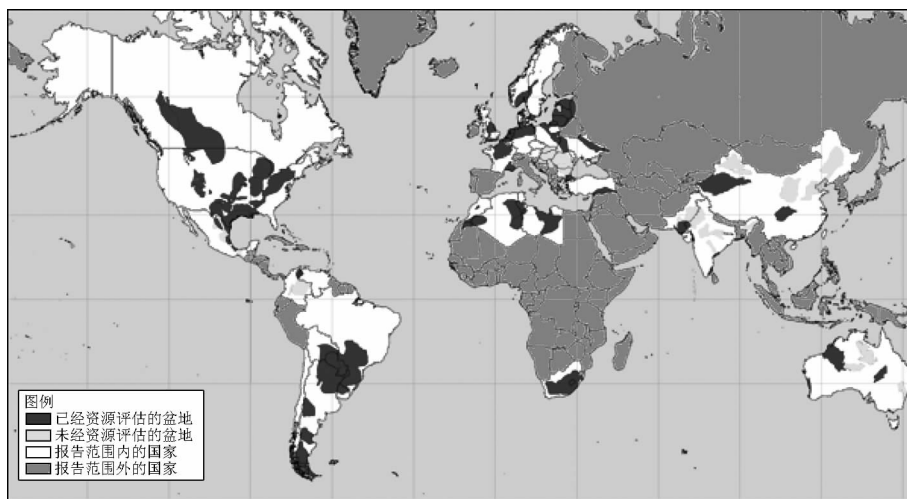 图例
已经资源评估的盆地
未经资源评估的盆地
报告范围内的国家
报告范围外的国家